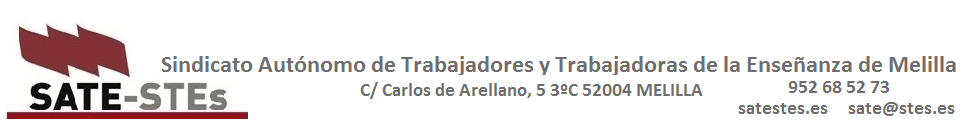 SATE-STEs
Sindicato Autónomo de Trabajadores y Trabajadoras de la Enseñanza de Melilla
C/ Carlos de Arellano, 5 3ºC 52004 MELILLA
952 68 52 73
satestes.es sate@stes.es